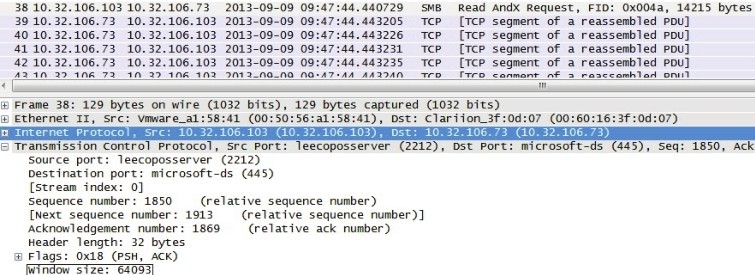 38 10.32.106.103 10.32.106.73 2013-09-09 09:47:44.440729 SMB Read AndX Request, FID: 0x004a, 14215 bytes
39 10.32.106.73 10.32.106.103 2013-09-09 09:47:44.443205 TCP [TCP segment of a reassembled PDU]
40 10.32.106.73 10.32.106.103 2013-09-09 09:47:44.443226 TCP [TCP segment of a reassembled PDU]
41 10.32.106.73 10.32.106.103 2013-09-09 09:47:44.443231 TCP [TCP segment of a reassembled PDU]
42 10.32.106.73 10.32.106.103 2013-09-09 09:47:44.443235 TCP [TCP segment of a reassembled PDU]
43 10.32.106.73 10.32.106.103 2013-09-09 09:47:44.443240 TCP [TCP segment of a reassembled PDU]
Frame 38: 129 bytes on wire (1032 bits), 129 bytes captured (1032 bits)
Ethernet II, Src: Vmware_a1:58:41 (00:50:56:a1:58:41), Dst: Clariion_3f:0d:07 (00:60:16:3f:0d:07)
Internet Protocol, Src: 10.32.106.103 (10.32.106.103), Dst: 10.32.106.73 (10.32.106.73)
Transmission Control Protocol, Src Port: leecoposserver (2212), Dst Port: microsoft-ds (445), Seq: 1850, Ack
Source port: leecoposserver (2212)
Destination port: microsoft-ds (445)
[Stream index: 0]
Sequence number: 1850 (relative sequence number)
[Next sequence number: 1913 (relative sequence number)]
Acknowledgement number: 1869 (relative ack number)
Header length: 32 bytes
Flags: 0x18 (PSH, ACK)
Window size: 64093